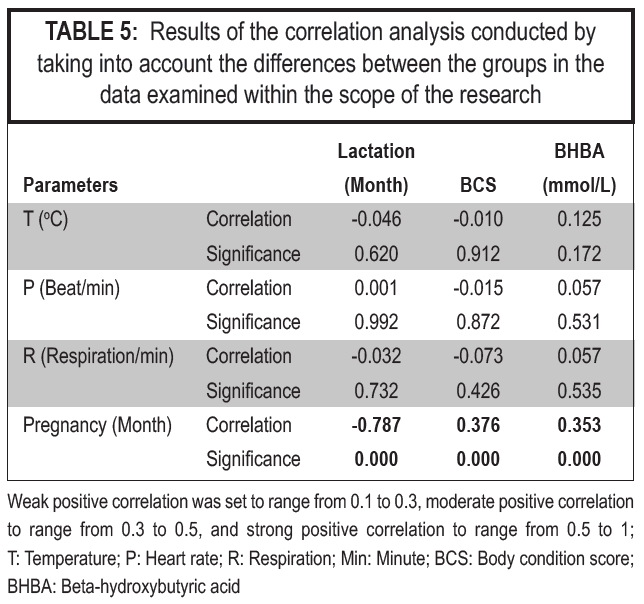 TABLE 5: Results of the correlation analysis conducted by
taking into account the differences between the groups in the
data examined within the scope of the research
Parameters Lactation (Month) BCS BHBA (mmol/L)
T (ºC) Correlation -0.046 -0.010 0.125
Significance 0.620 0.912 0.172
P (Beat/min) Correlation 0.001 -0.015 0.057
Significance 0.992 0.872 0.531
R (Respiration/min) Correlation -0.032 -0.073 0.057
Significance 0.732 0.426 0.535
Pregnancy (Month) Correlation -0.787 0.376 0.353
Significance 0.000 0.000 0.000
Weak positive correlation was set to range from 0.1 to 0.3, moderate positive correlation
to range from 0.3 to 0.5, and strong positive correlation to range from 0.5 to 1;
T: Temperature; P: Heart rate; R: Respiration; Min: Minute; BCS: Body condition score;
BHBA: Beta-hydroxybutyric acid